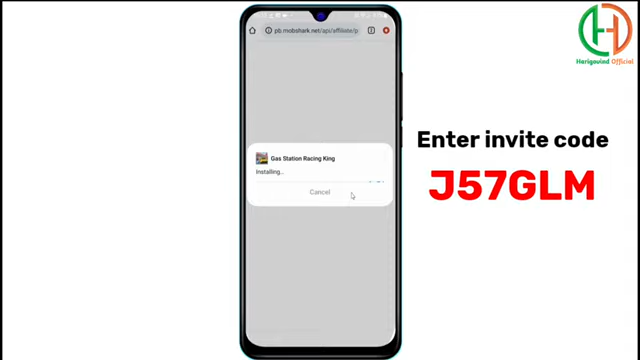 pb.mobshark.net/api/affiliate/p
Gas Station Racing King
Installing...
Cancel
Enter invite code
J57GLM
Harigovind Official